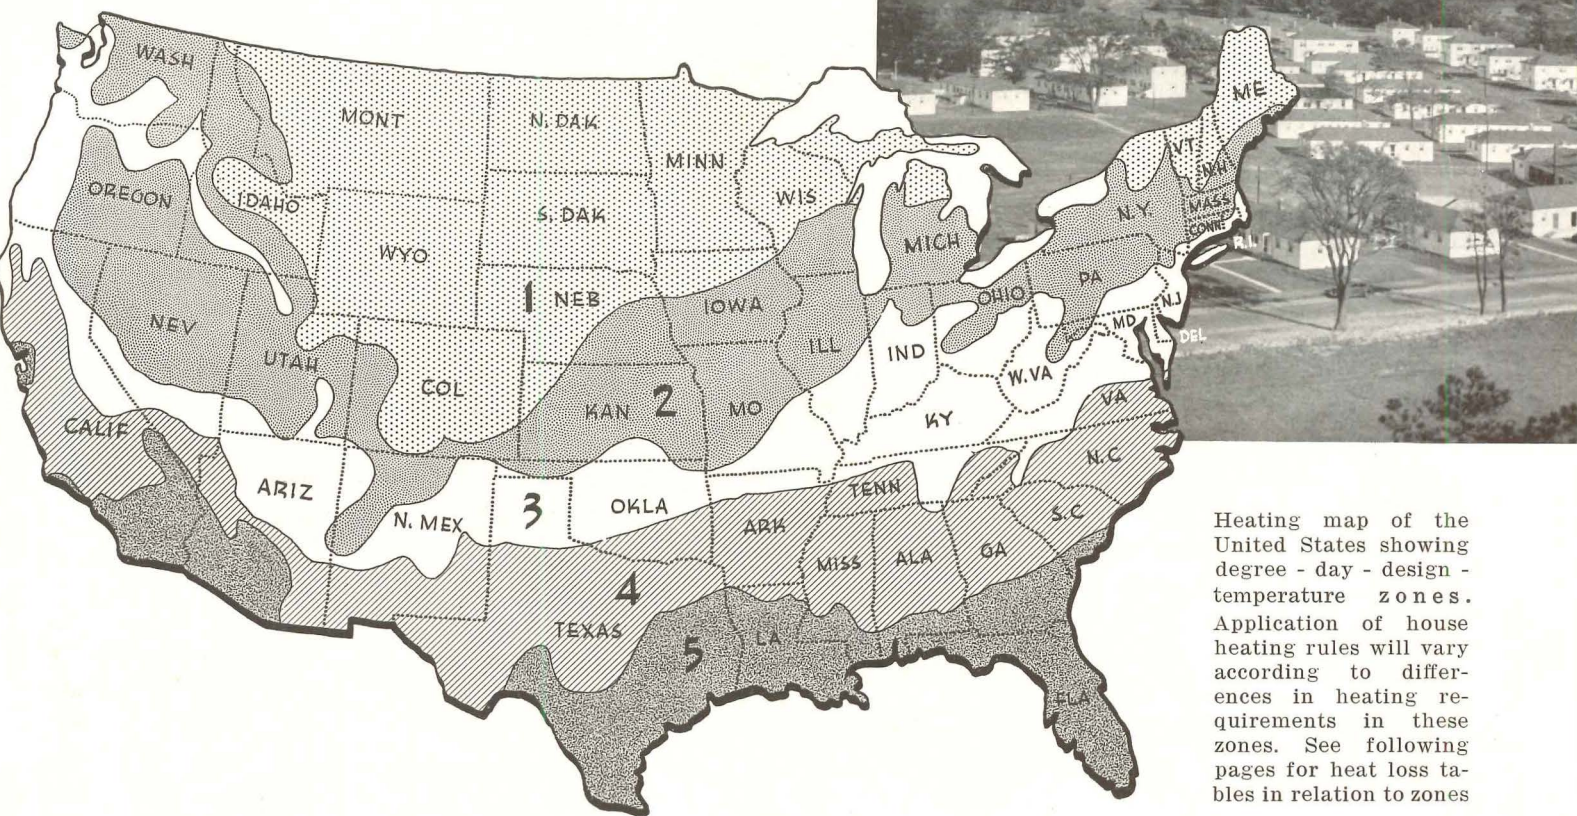 WASH
MONT
N. DAK
MINN
ME
VT
N.H
OREGON
IDAHO
S. DAK
WIS
N.Y.
MASS
CONN
R.I.
WYO
MICH
1
NEB
IOWA
OHIO
PA
N.J
NEV
UTAH
ILL
IND
MD
DEL
COL
KAN
2
MO
W.VA
VA
CALIF
KY
ARIZ
N. MEX
3
OKLA
TENN
N.C
ARK
S.C
MISS
ALA
GA
4
TEXAS
5
LA
FLA
Heating map of the
United States showing
degree - day - design -
temperature zones.
Application of house
heating rules will vary
according to differ-
ences in heating re-
quirements in these
zones. See following
pages for heat loss ta-
bles in relation to zones